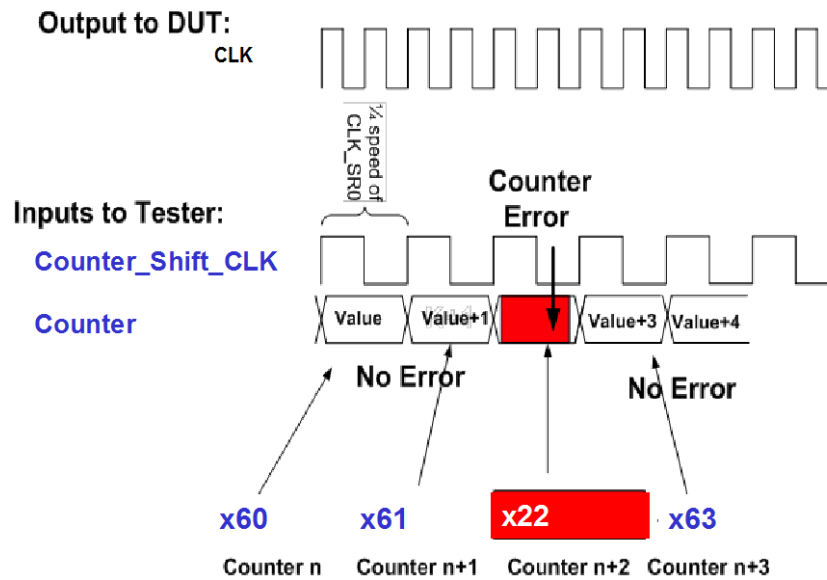 Output to DUT:
CLK
¼ speed of
CLK_SR0
Counter
Error
Inputs to Tester:
Counter_Shift_CLK
Counter
Value
Value+1
Value+3
Value+4
No Error
No Error
x60
x61
x22
x63
Counter n
Counter n+1
Counter n+2
Counter n+3